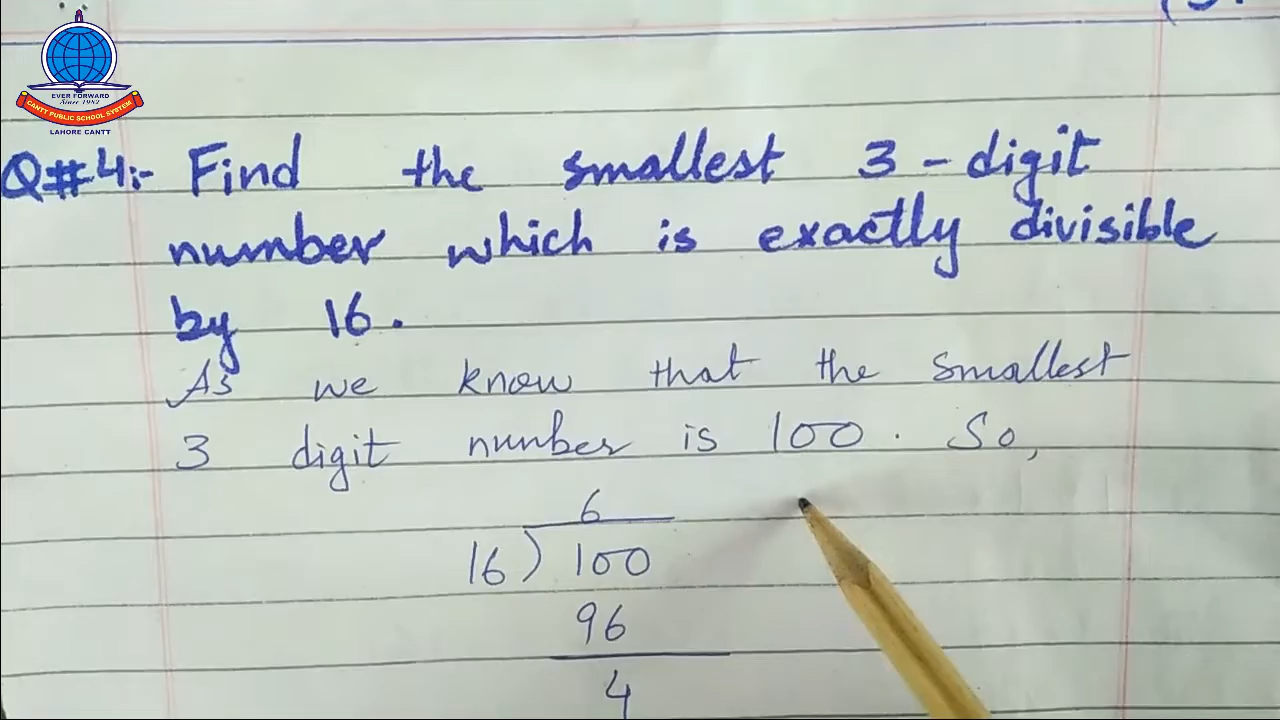 EVER FORWARD
Since 1982
CANTT PUBLIC SCHOOL SYSTEM
LAHORE CANTT
Q#4:- Find the smallest 3-digit
number which is exactly divisible
by 16.
As we know that the smallest
3 digit number is 100. So,
6
16 ) 100
96
4